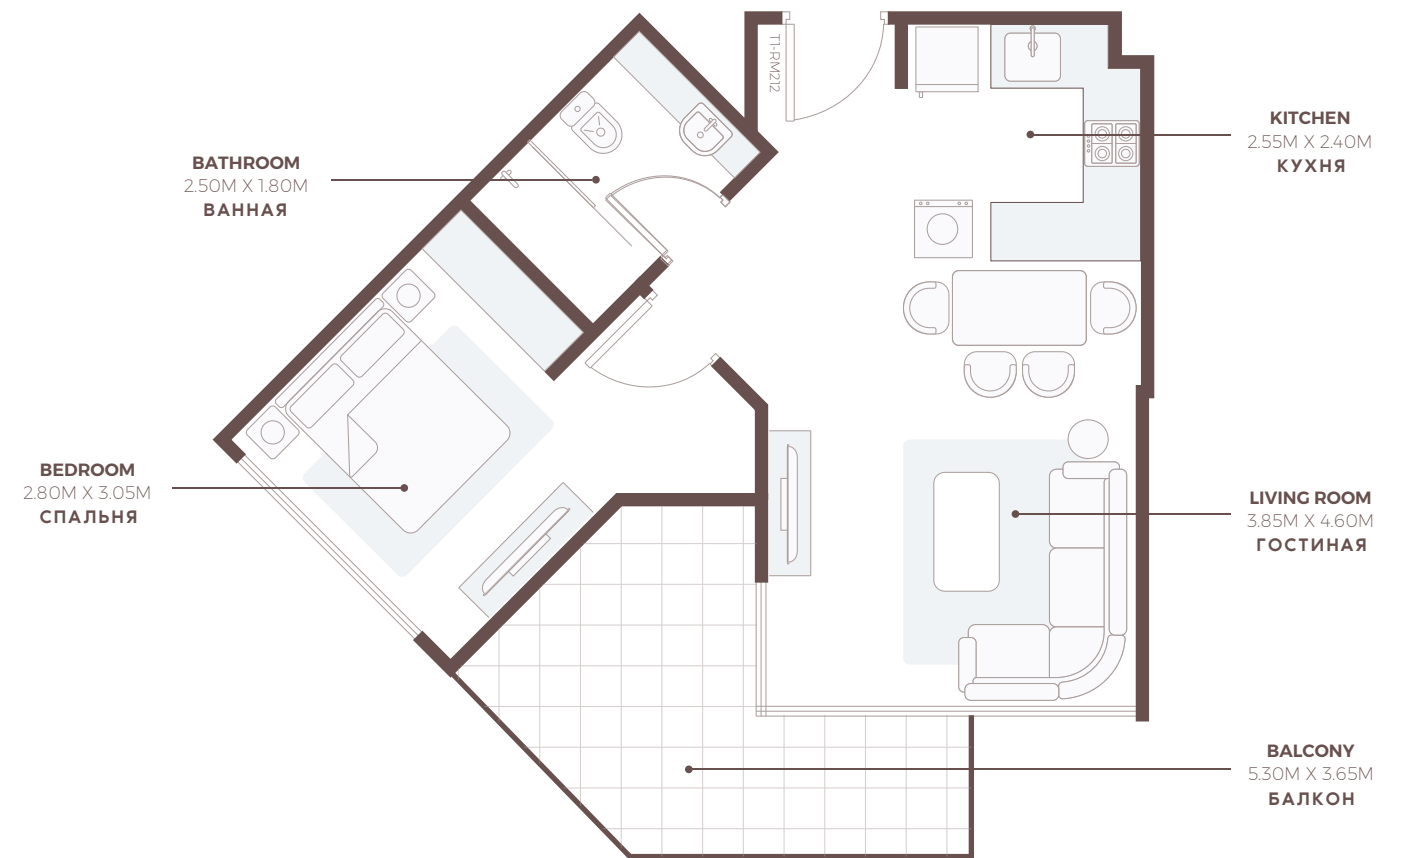 T1-RM212
KITCHEN
2.55M X 2.40M
КУХНЯ
BATHROOM
2.50M X 1.80M
ВАННАЯ
BEDROOM
2.80M X 3.05M
СПАЛЬНЯ
LIVING ROOM
3.85M X 4.60M
ГОСТИНАЯ
BALCONY
5.30M X 3.65M
БАЛКОН